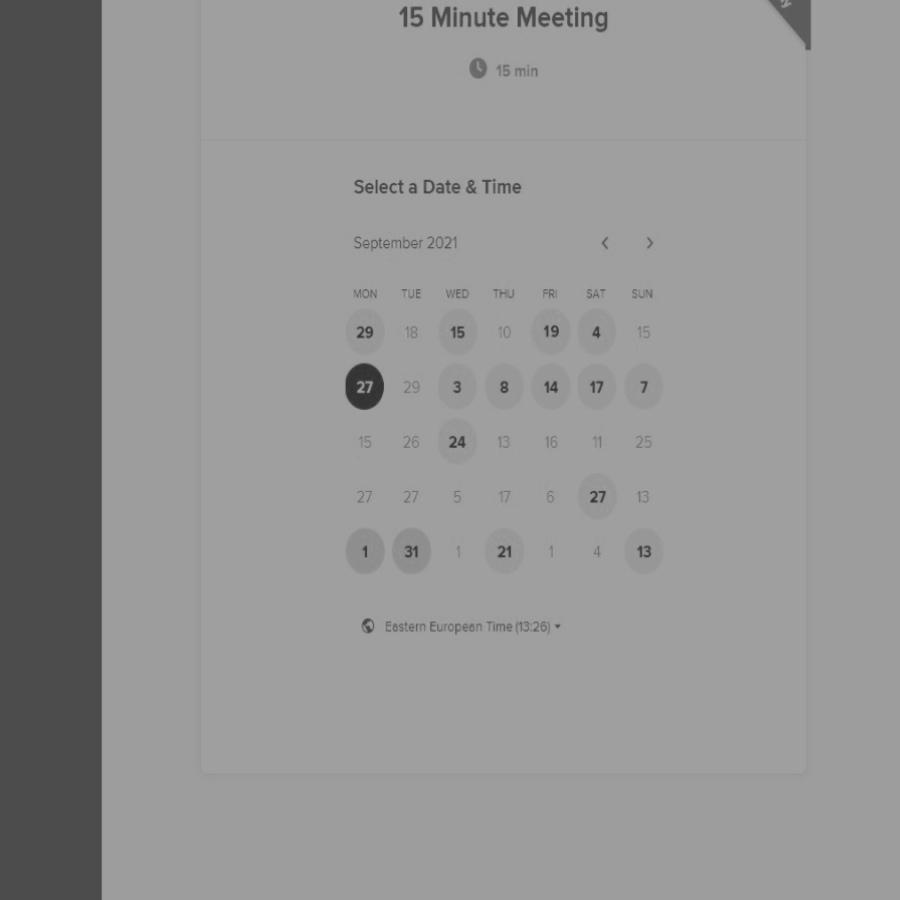 15 Minute Meeting
15 min
Select a Date & Time
September 2021
MON TUE WED THU FRI SAT SUN
29 18 15 10 19 4 15
27 29 3 8 14 17 7
15 26 24 13 16 11 25
27 27 5 17 6 27 13
1 31 1 21 1 4 13
Eastern European Time (13:26)